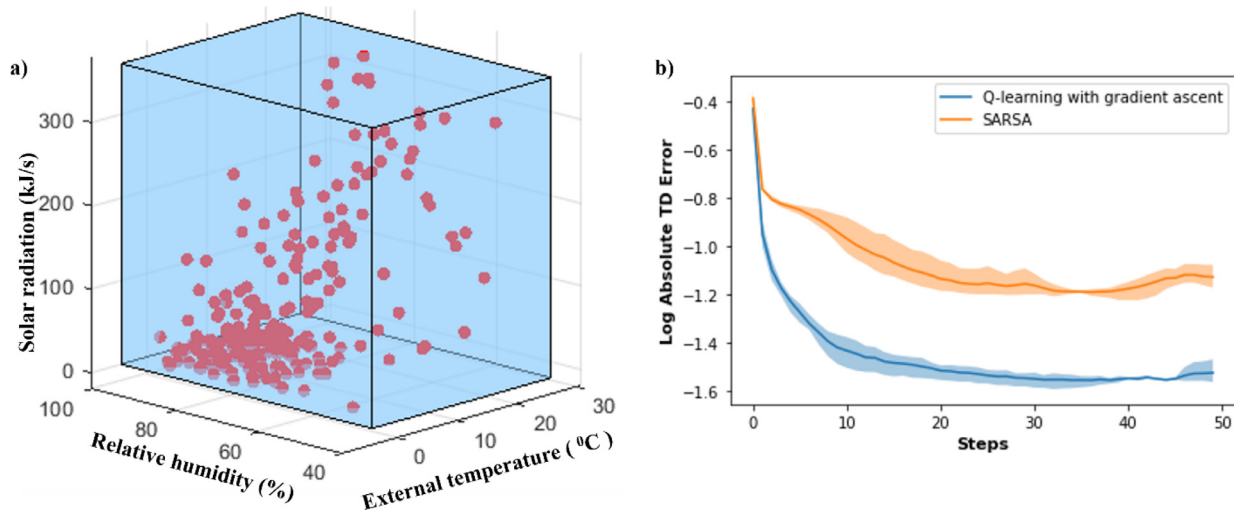 a)
Solar radiation (kJ/s)
300
200
100
0
100
80
60
40
Relative humidity (%)
0
10
20
30
External temperature ( ⁰C )
b)
Log Absolute TD Error
−0.4
−0.6
−0.8
−1.0
−1.2
−1.4
−1.6
Q-learning with gradient ascent
SARSA
0
10
20
30
40
50
Steps